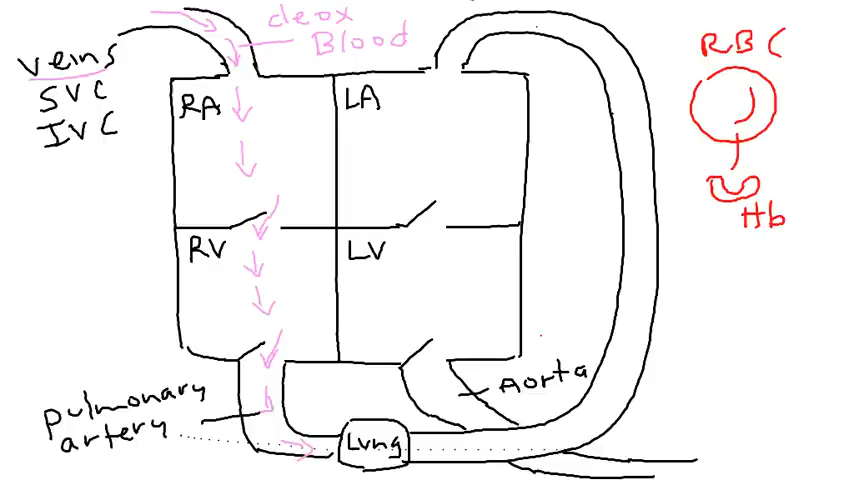 deox
Blood
veins
SVC
IVC
RBC
Hb
RA
LA
RV
LV
Aorta
pulmonary
artery
Lung